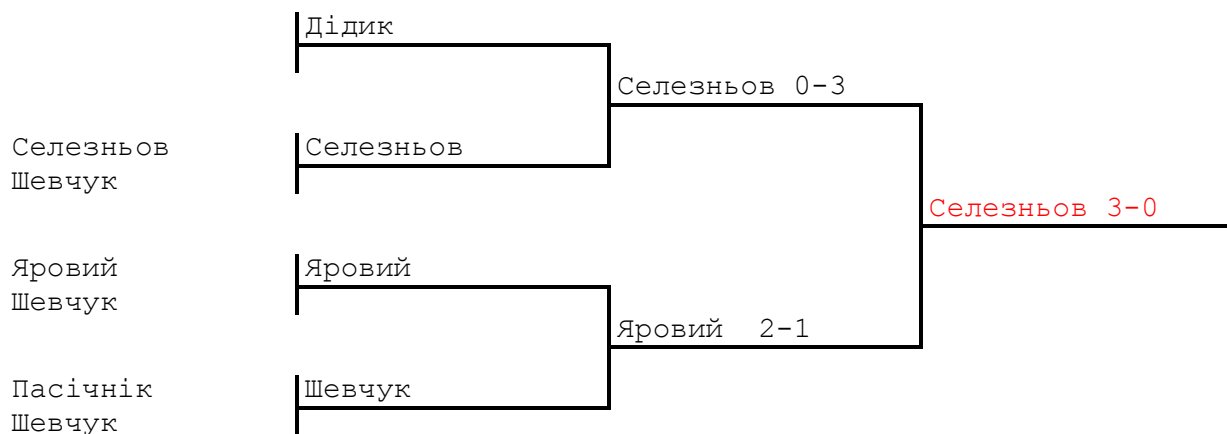 Дідик
Селезньов 0-3
Селезньов
Шевчук
Селезньов
Селезньов 3-0
Яровий
Шевчук
Яровий
Яровий 2-1
Пасічнік
Шевчук
Шевчук